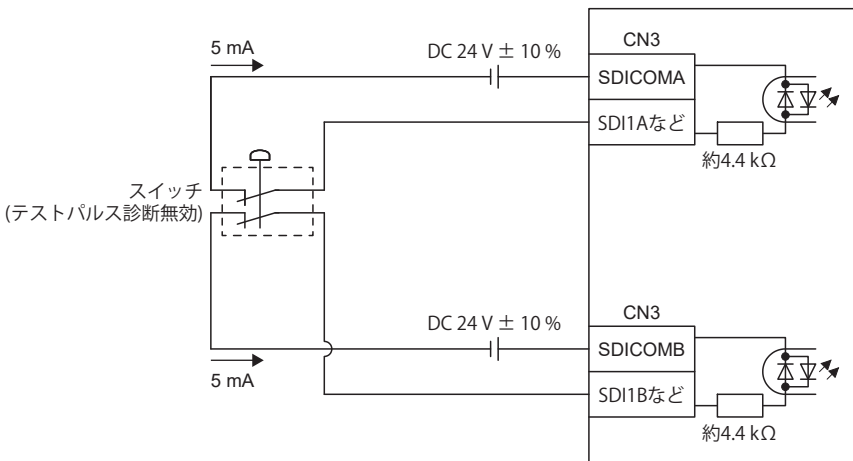 5 mA
DC 24 V ± 10 %
CN3
SDICOMA
SDI1Aなど
約4.4 kΩ
スイッチ
(テストパルス診断無効)
DC 24 V ± 10 %
CN3
SDICOMB
5 mA
SDI1Bなど
約4.4 kΩ